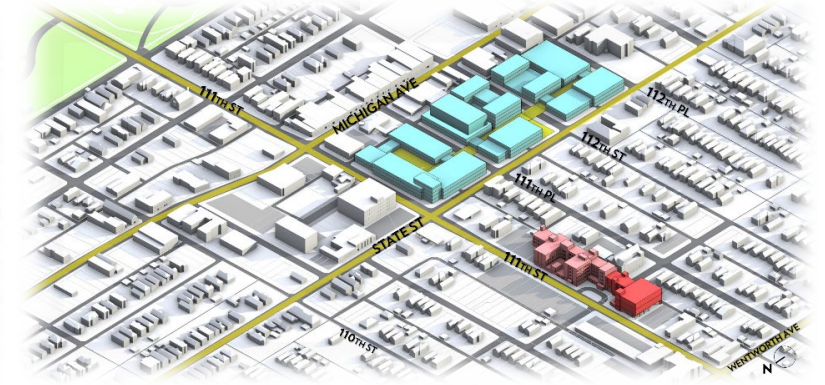 111TH ST
MICHIGAN AVE
112TH PL
112TH ST
111TH PL
STATE ST
111TH ST
110TH ST
WENTWORTH AVE
N